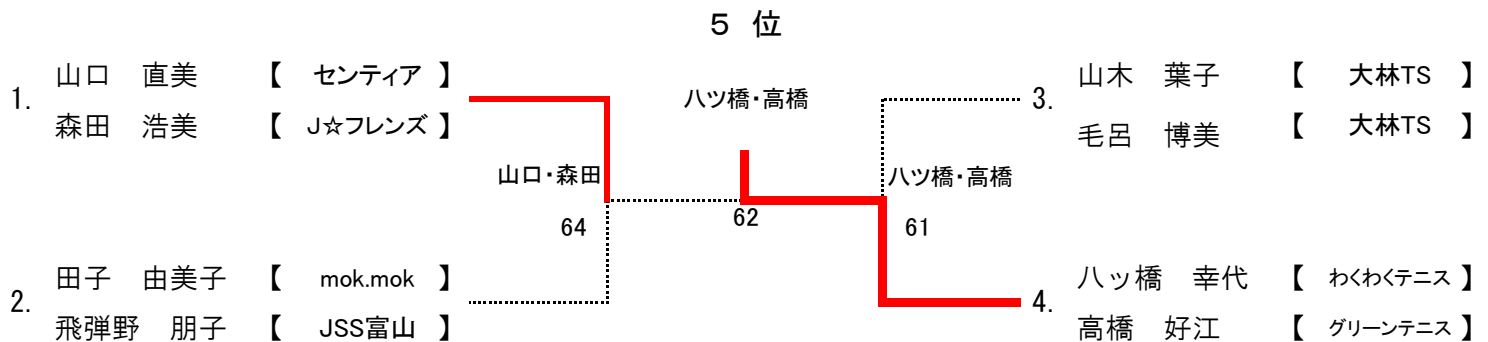 ５ 位
1.
山口　直美　【 センティア 】
森田　浩美　【 J☆フレンズ 】
山口・森田
64
2.
田子　由美子　【 mok.mok 】
飛弾野　朋子　【 JSS富山 】
八ツ橋・高橋
62
3.
山木　葉子　【 大林TS 】
毛呂　博美　【 大林TS 】
八ツ橋・高橋
61
4.
八ッ橋　幸代　【 わくわくテニス 】
高橋　好江　【 グリーンテニス 】